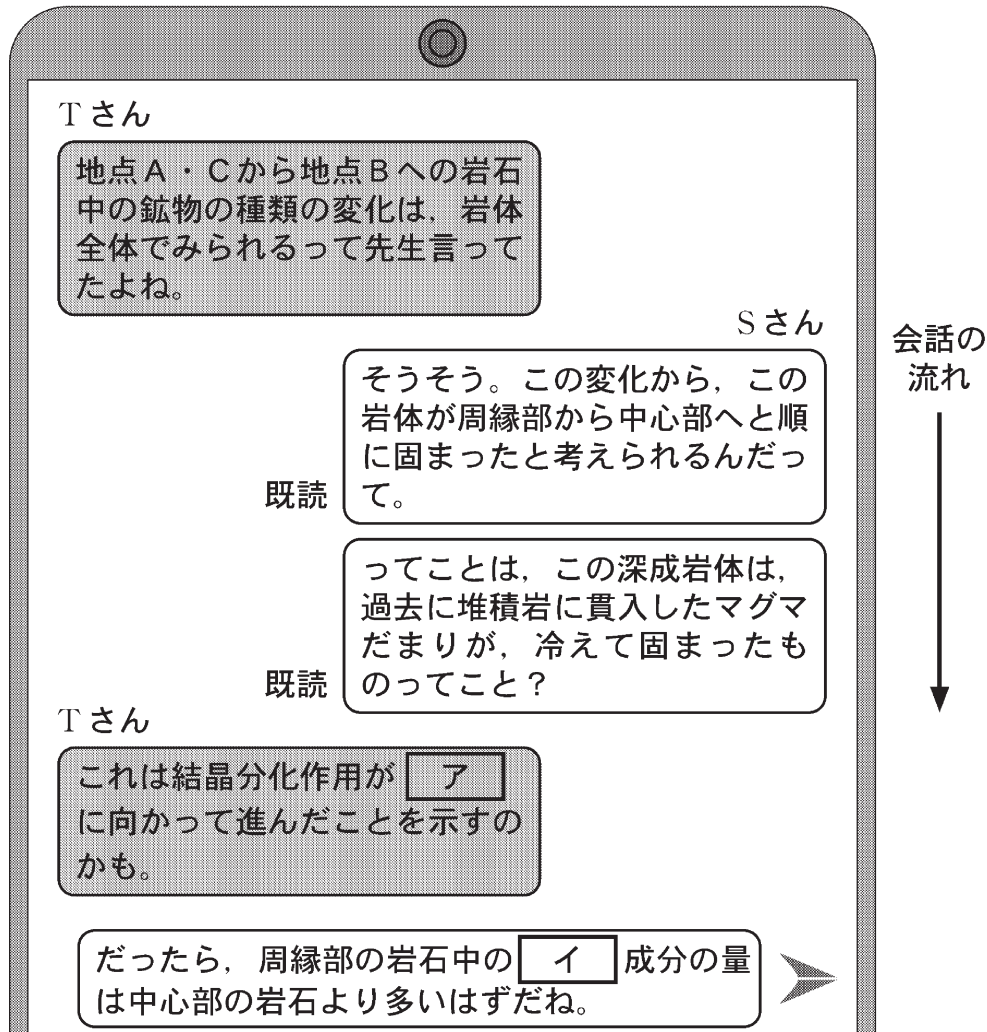 Tさん
地点A・Cから地点Bへの岩石
中の鉱物の種類の変化は，岩体
全体でみられるって先生言って
たよね。
Sさん
そうそう。この変化から，この
岩体が周縁部から中心部へと順
に固まったと考えられるんだっ
て。
既読
ってことは，この深成岩体は，
過去に堆積岩に貫入したマグマ
だまりが，冷えて固まったも
のってこと？
既読
Tさん
これは結晶分化作用が ア
に向かって進んだことを示すの
かも。
だったら，周縁部の岩石中の イ 成分の量
は中心部の岩石より多いはずだね。
会話の
流れ